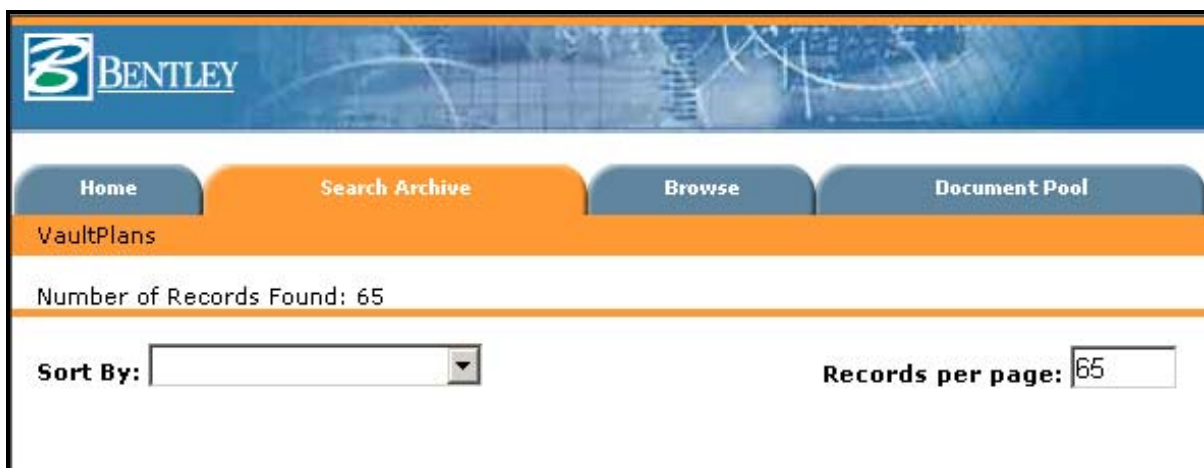 BENTLEY
Home Search Archive Browse Document Pool
VaultPlans
Number of Records Found: 65
Sort By: Records per page: 65